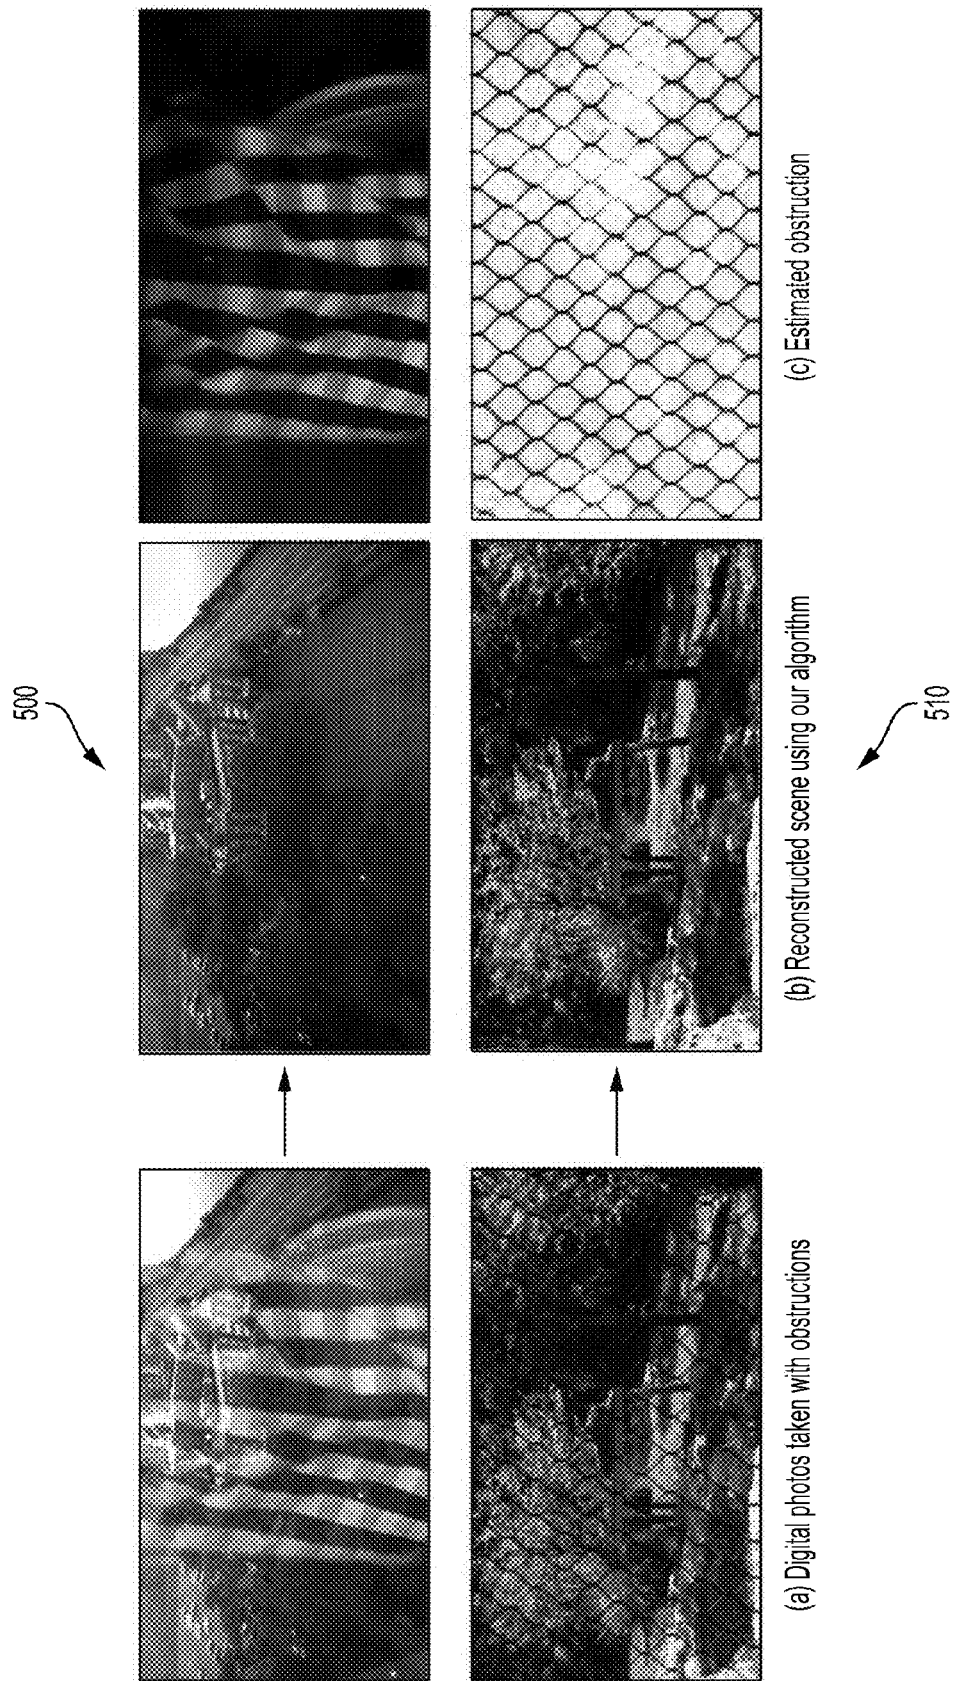 500
(a) Digital photos taken with obstructions
(b) Reconstructed scene using our algorithm
(c) Estimated obstruction
510